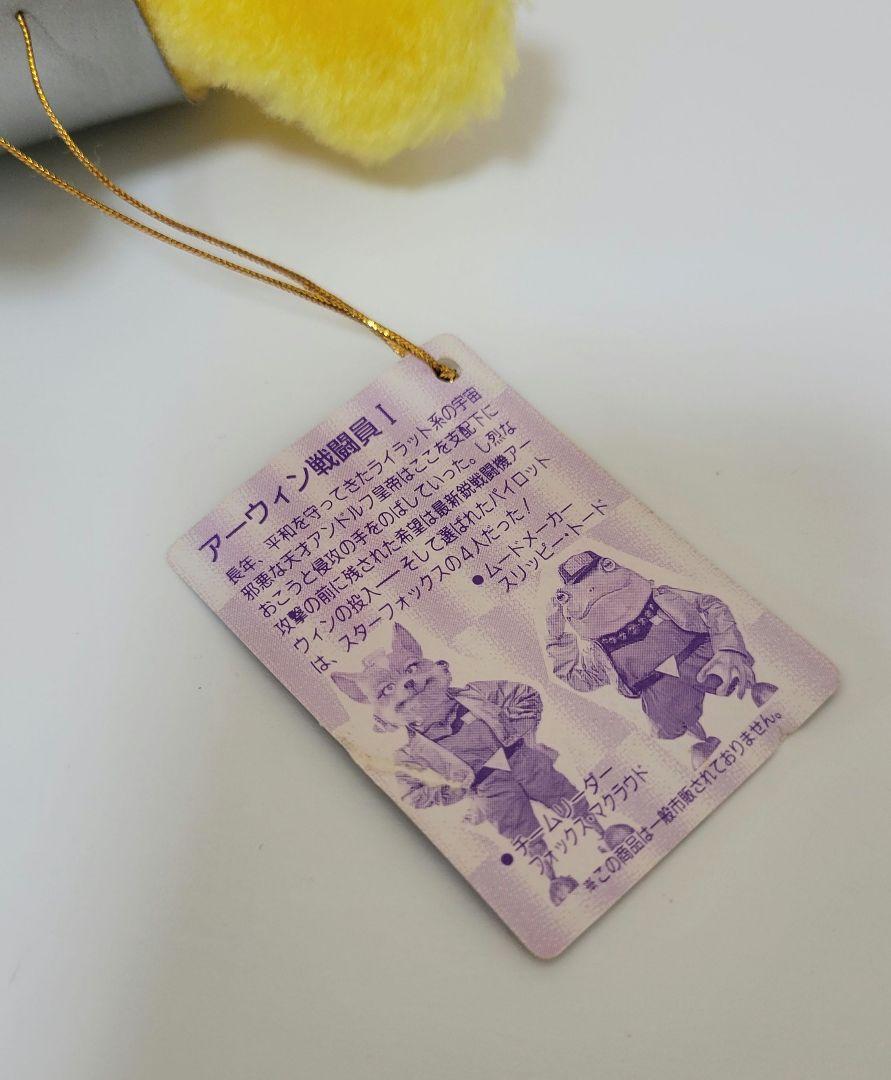 アーウィン戦闘員Ⅰ
長年、平和を守ってきたライラット系の宇宙
邪悪な天才アンドルフ皇帝はここを支配下に
おこうと侵攻の手をのばしていった。し烈な
攻撃の前に残された希望は最新鋭戦闘機アー
ウィンの投入──そして選ばれたパイロット
は、スターフォックスの4人だった!
●ムードメーカー
スリッピー・トード
●チームリーダー
フォックス・マクラウド
※この商品は一般市販されておりません。